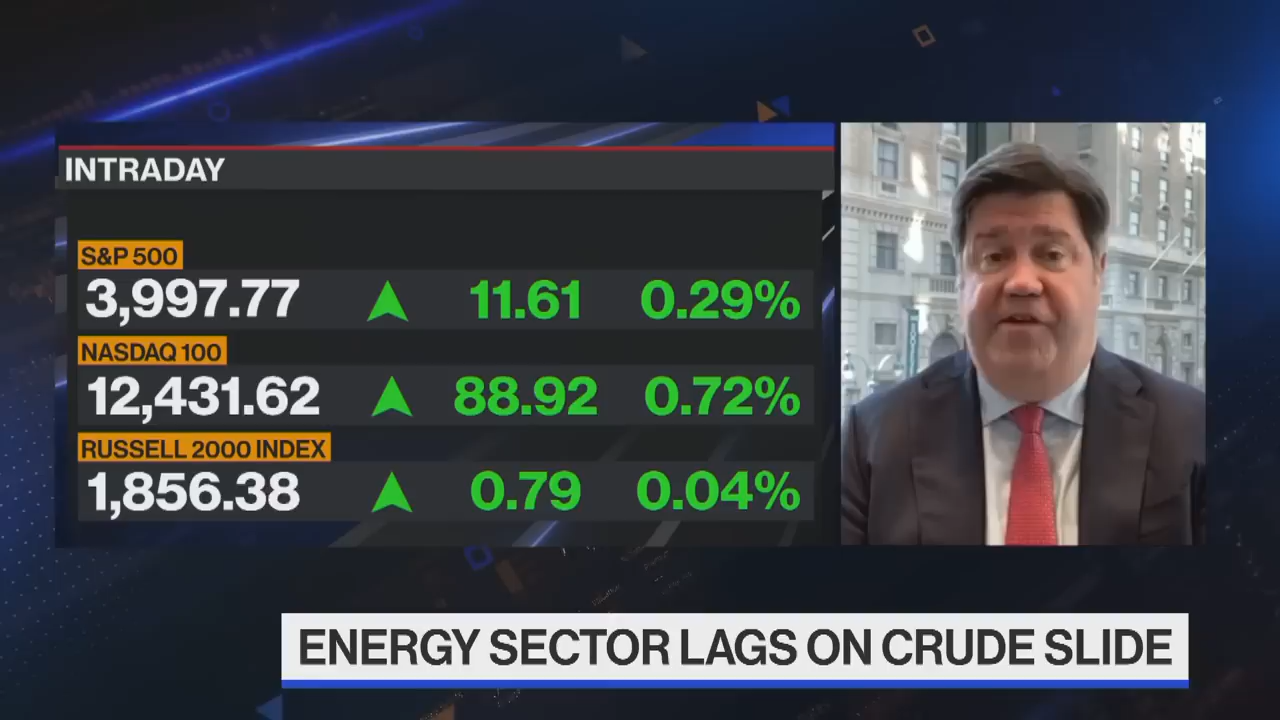 INTRADAY
S&P 500
3,997.77 ▲ 11.61 0.29%
NASDAQ 100
12,431.62 ▲ 88.92 0.72%
RUSSELL 2000 INDEX
1,856.38 ▲ 0.79 0.04%
ENERGY SECTOR LAGS ON CRUDE SLIDE